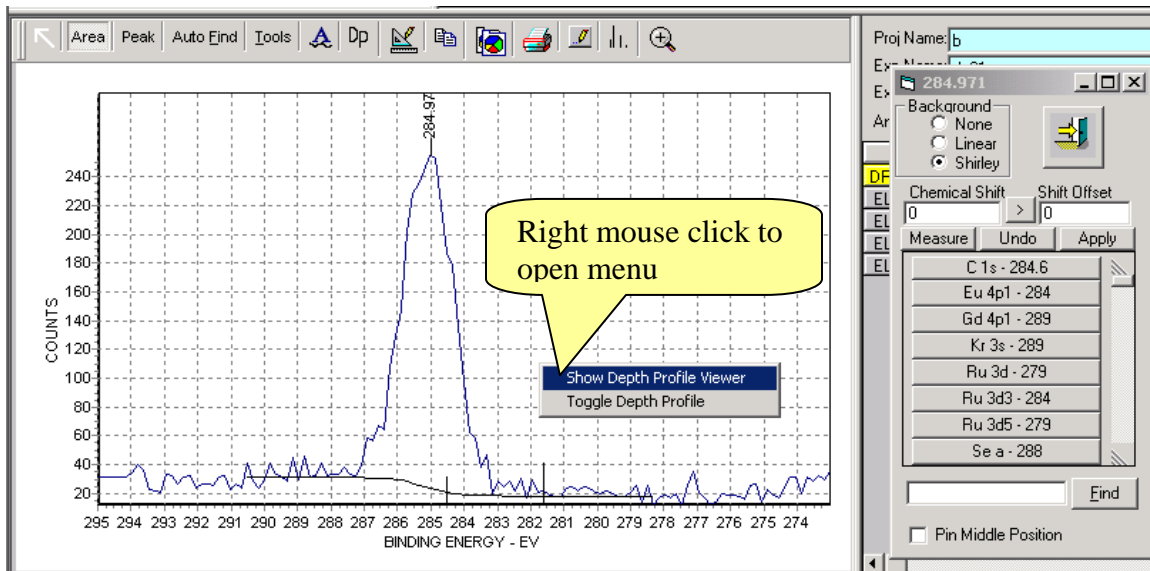 Area Peak Auto Find Tools A Dp
Proj Name: b
284.971
Background
None
Linear
Shirley
Chemical Shift Shift Offset
0 > 0
Measure Undo Apply
C 1s - 284.6
Eu 4p1 - 284
Gd 4p1 - 289
Kr 3s - 289
Ru 3d - 279
Ru 3d3 - 284
Ru 3d5 - 279
Se a - 288
Find
Pin Middle Position
DF
EL
EL
EL
EL
284.97
240
220
200
180
160
140
120
100
80
60
40
20
COUNTS
295 294 293 292 291 290 289 288 287 286 285 284 283 282 281 280 279 278 277 276 275 274
BINDING ENERGY - EV
Right mouse click to
open menu
Show Depth Profile Viewer
Toggle Depth Profile